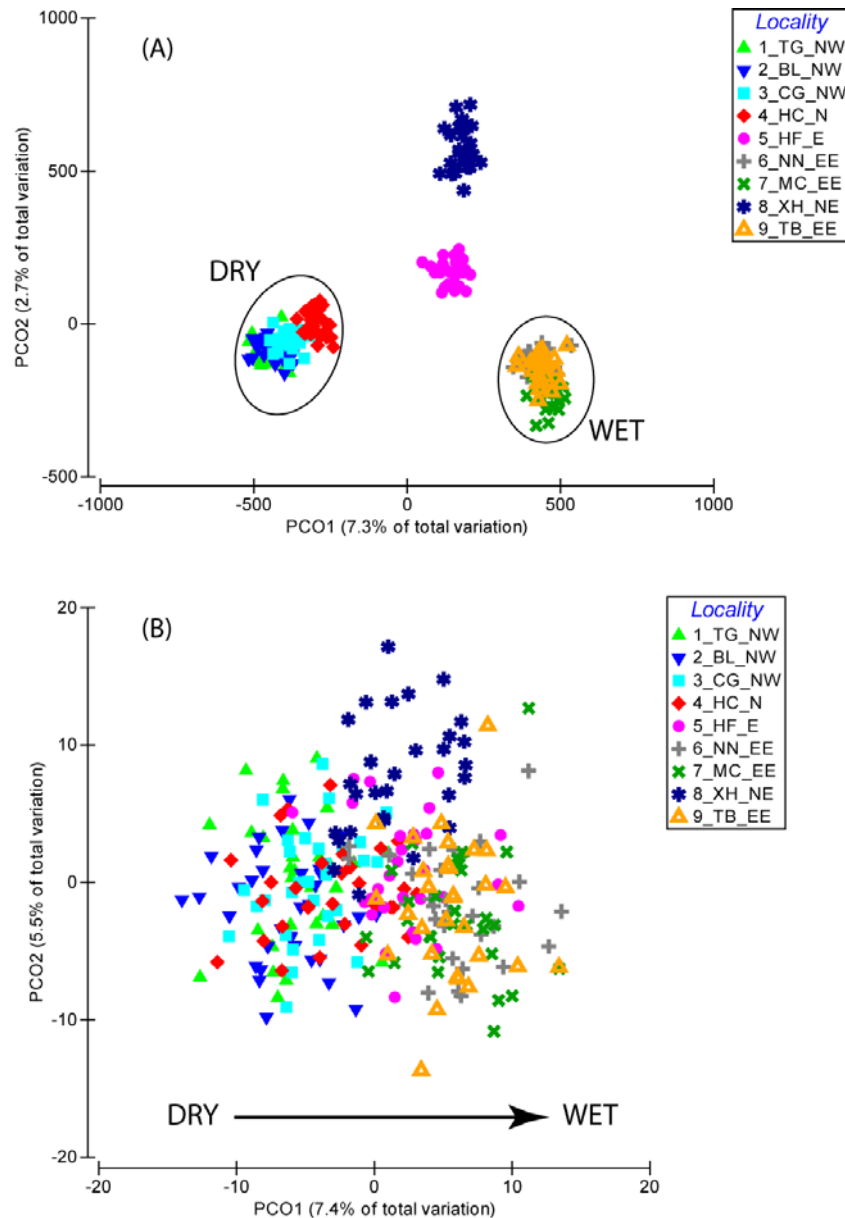 (A)
1000
500
0
-500
PCO2 (2.7% of total variation)
DRY
WET
-1000
-500
0
500
1000
PCO1 (7.3% of total variation)
Locality
1_TG_NW
2_BL_NW
3_CG_NW
4_HC_N
5_HF_E
6_NN_EE
7_MC_EE
8_XH_NE
9_TB_EE
(B)
20
10
0
-10
-20
PCO2 (5.5% of total variation)
DRY
WET
-20
-10
0
10
20
PCO1 (7.4% of total variation)
Locality
1_TG_NW
2_BL_NW
3_CG_NW
4_HC_N
5_HF_E
6_NN_EE
7_MC_EE
8_XH_NE
9_TB_EE